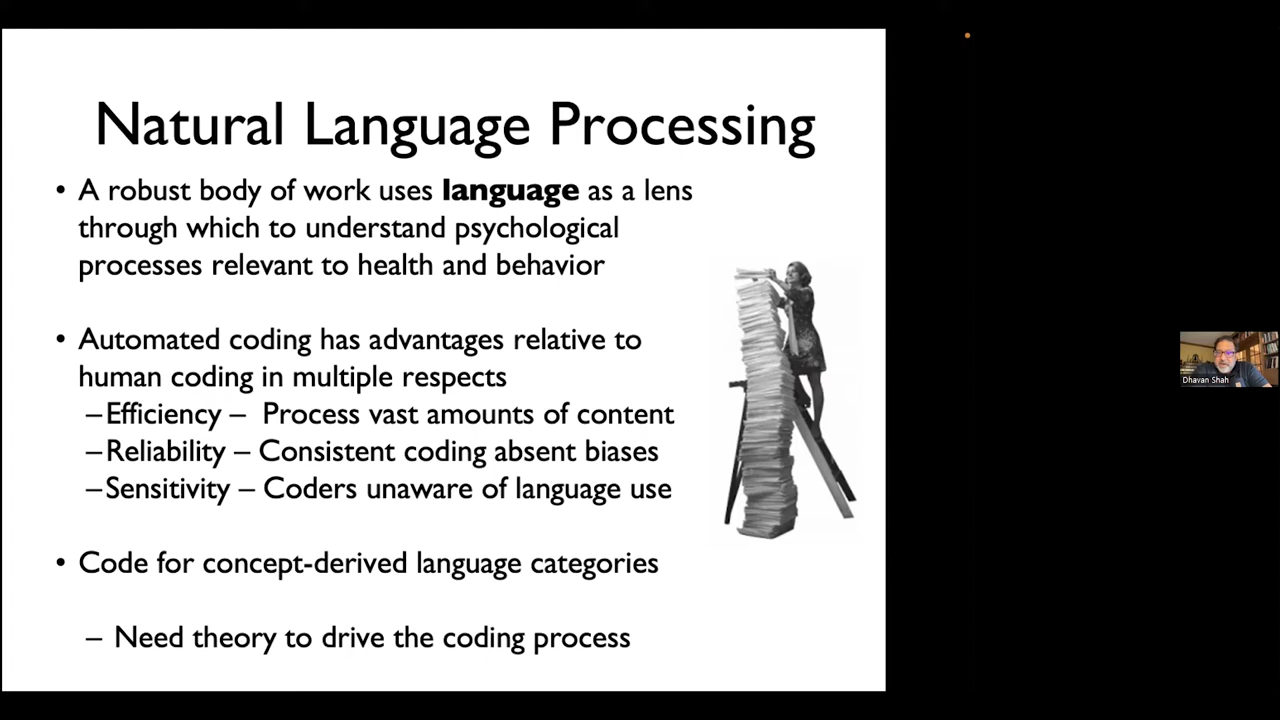 Natural Language Processing
• A robust body of work uses language as a lens
through which to understand psychological
processes relevant to health and behavior
• Automated coding has advantages relative to
human coding in multiple respects
–Efficiency – Process vast amounts of content
–Reliability – Consistent coding absent biases
–Sensitivity – Coders unaware of language use
• Code for concept-derived language categories
– Need theory to drive the coding process
Dhavan Shah